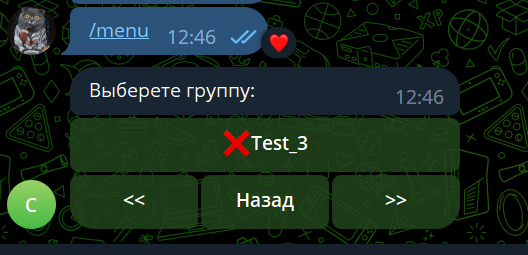 /menu
12:46
Выберете группу:
12:46
❌Test_3
<<
Назад
>>
C